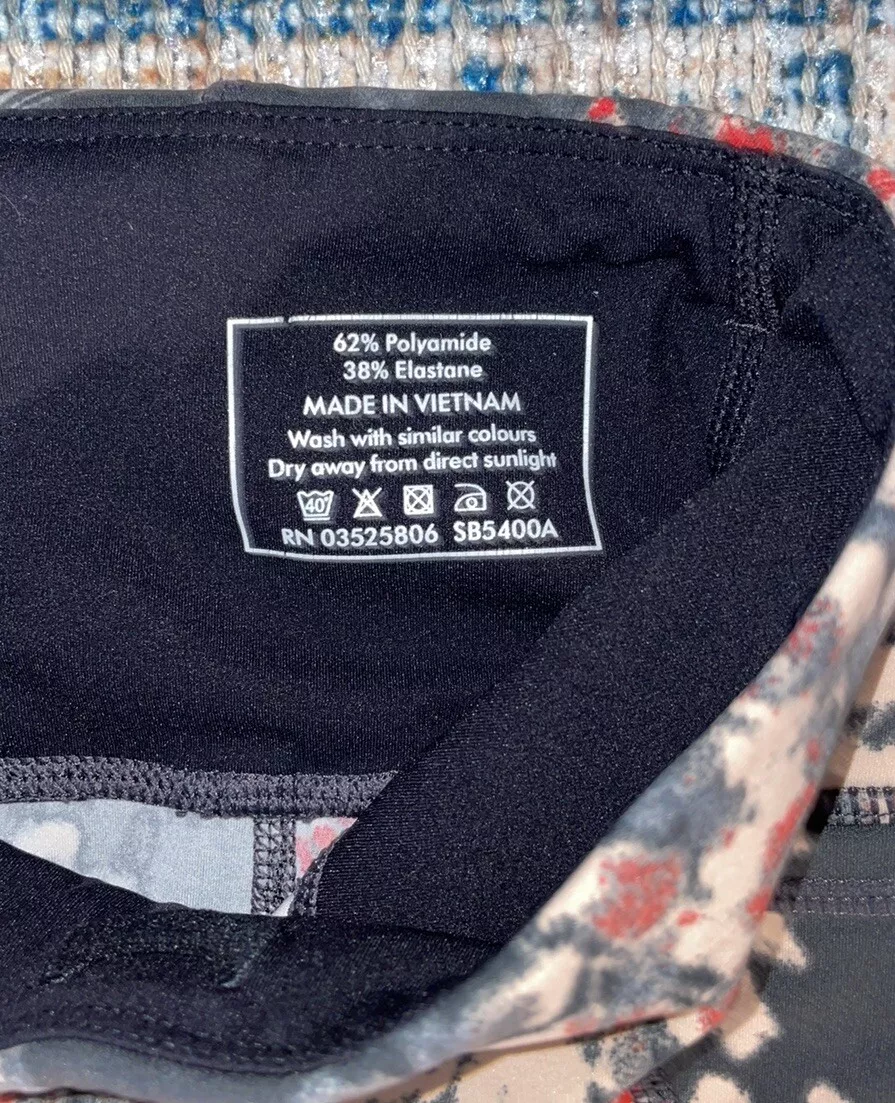 62% Polyamide
38% Elastane
MADE IN VIETNAM
Wash with similar colours
Dry away from direct sunlight
40°
RN 03525806 SB5400A